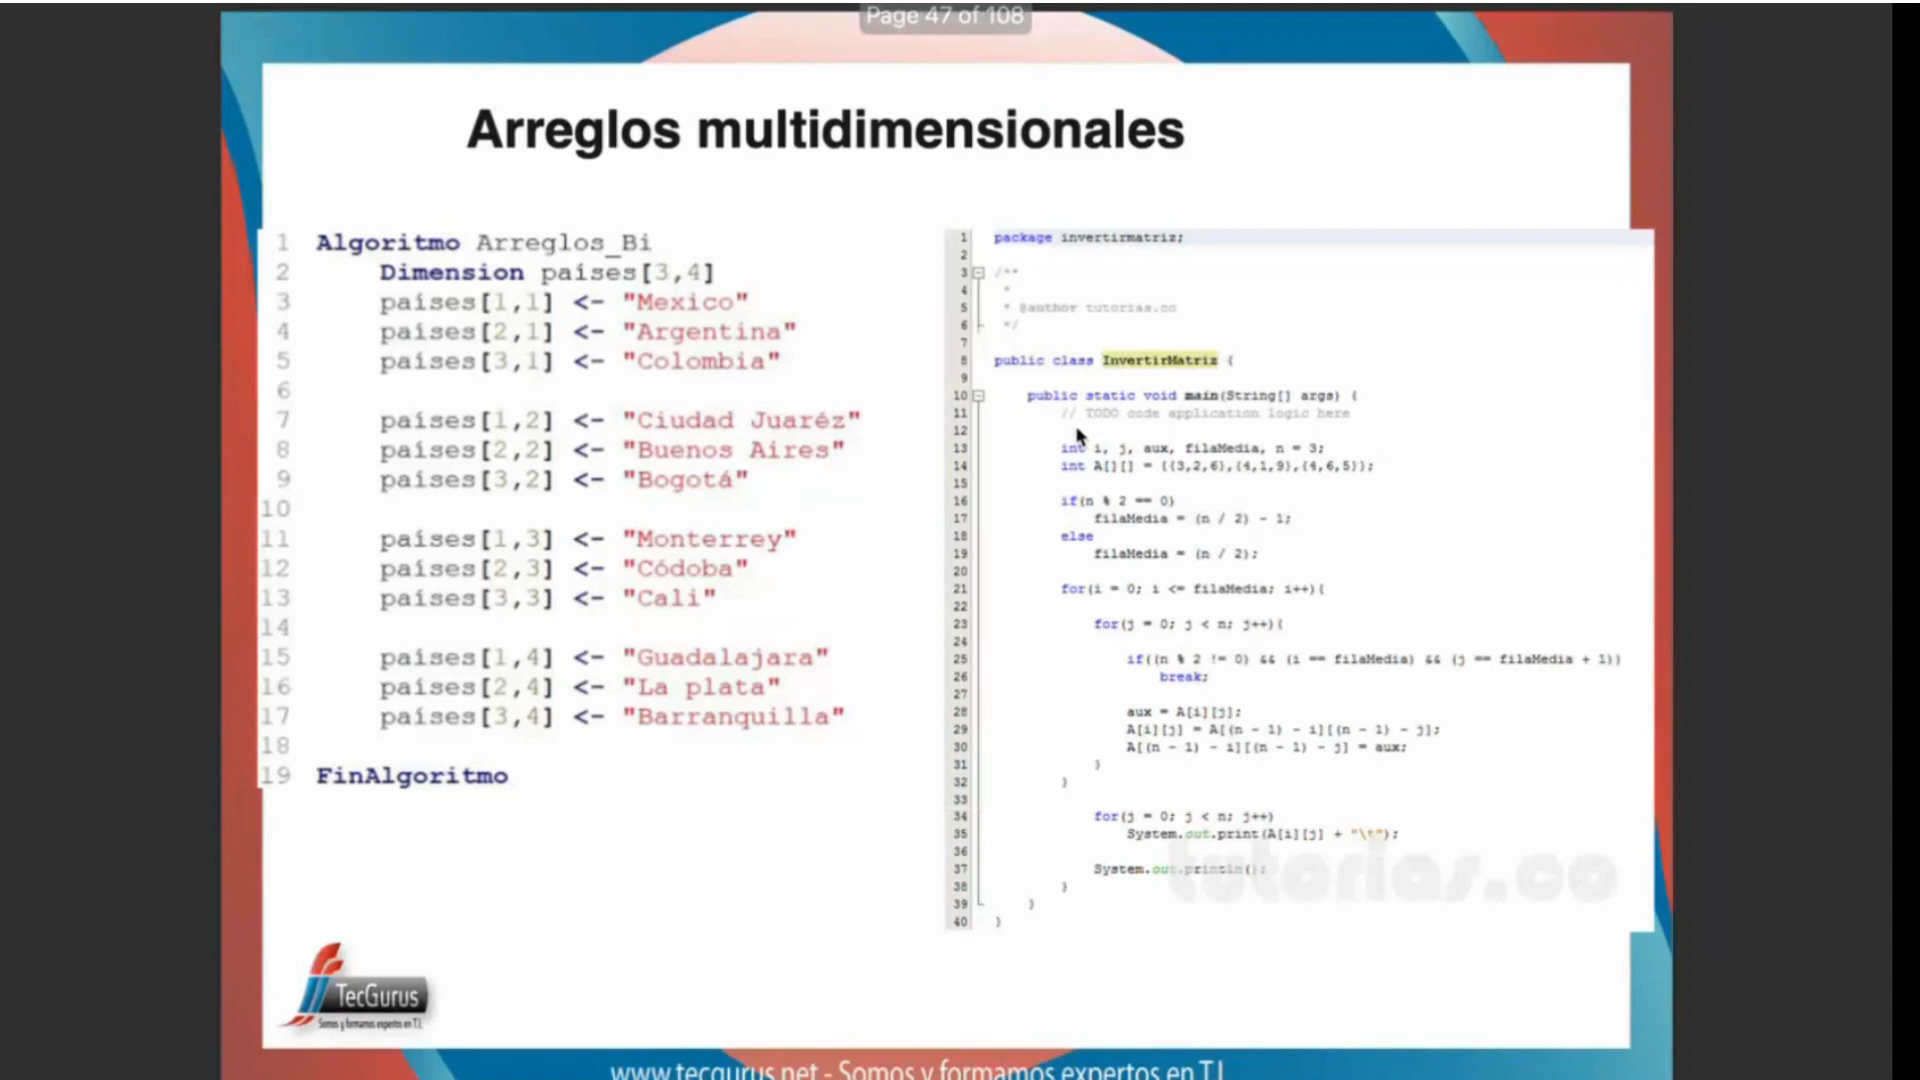 Page 47 of 108
Arreglos multidimensionales
1 Algoritmo Arreglos_Bi
2 Dimension países[3,4]
3 países[1,1] <- "Mexico"
4 países[2,1] <- "Argentina"
5 países[3,1] <- "Colombia"
6
7 países[1,2] <- "Ciudad Juaréz"
8 países[2,2] <- "Buenos Aires"
9 países[3,2] <- "Bogotá"
10
11 países[1,3] <- "Monterrey"
12 países[2,3] <- "Códoba"
13 países[3,3] <- "Cali"
14
15 países[1,4] <- "Guadalajara"
16 países[2,4] <- "La plata"
17 países[3,4] <- "Barranquilla"
18
19 FinAlgoritmo
1 package invertirmatriz;
2
3 /**
4 *
5 * @author tutorias.co
6 */
7
8 public class InvertirMatriz {
9
10 public static void main(String[] args) {
11 // TODO code application logic here
12
13 int i, j, aux, filaMedia, n = 3;
14 int A[][] = {{3,2,6},{4,1,9},{4,6,5}};
15
16 if(n % 2 == 0)
17 filaMedia = (n / 2) - 1;
18 else
19 filaMedia = (n / 2);
20
21 for(i = 0; i <= filaMedia; i++){
22
23 for(j = 0; j < n; j++){
24
25 if((n % 2 != 0) && (i == filaMedia) && (j == filaMedia + 1))
26 break;
27
28 aux = A[i][j];
29 A[i][j] = A[(n - 1) - i][(n - 1) - j];
30 A[(n - 1) - i][(n - 1) - j] = aux;
31 }
32 }
33
34 for(j = 0; j < n; j++)
35 System.out.print(A[i][j] + "\t");
36
37 System.out.println();
38 }
39 }
40 }
tutorias.co
TecGurus
Somos y formamos expertos en T.I.
www.tecgurus.net - Somos y formamos expertos en T.I.